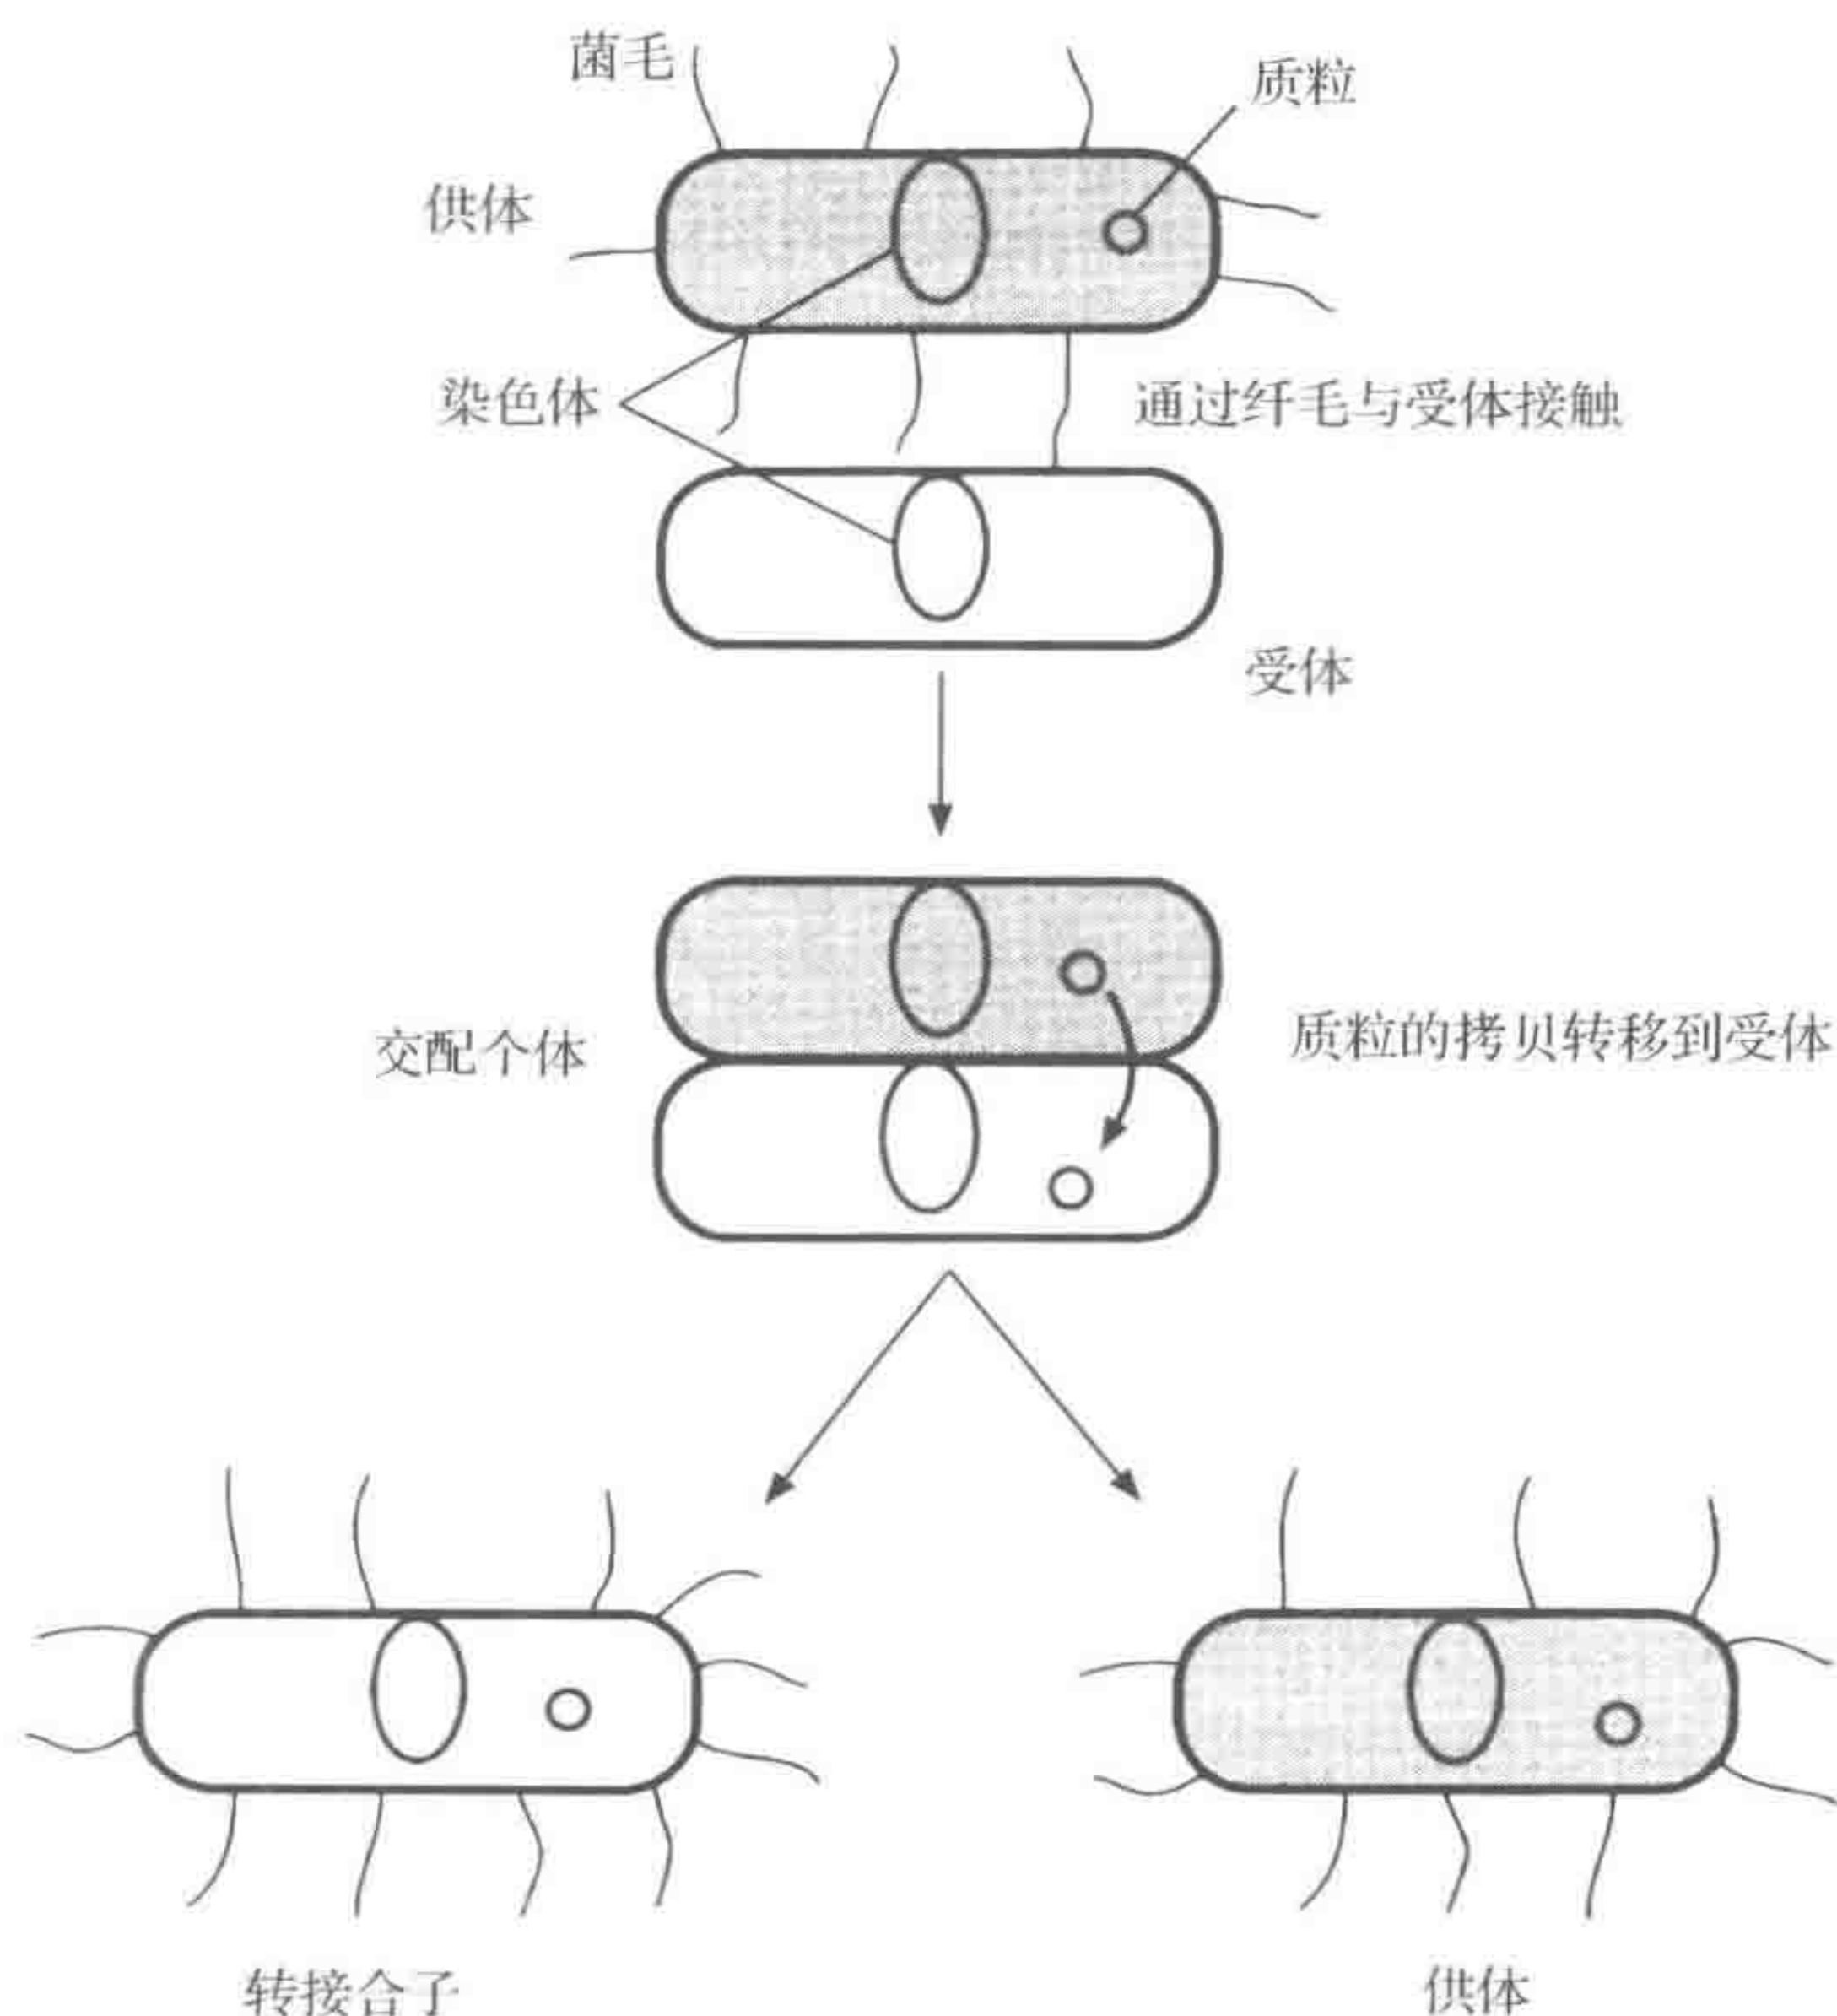 菌毛
质粒
供体
染色体
通过纤毛与受体接触
受体
交配个体
质粒的拷贝转移到受体
转接合子
供体